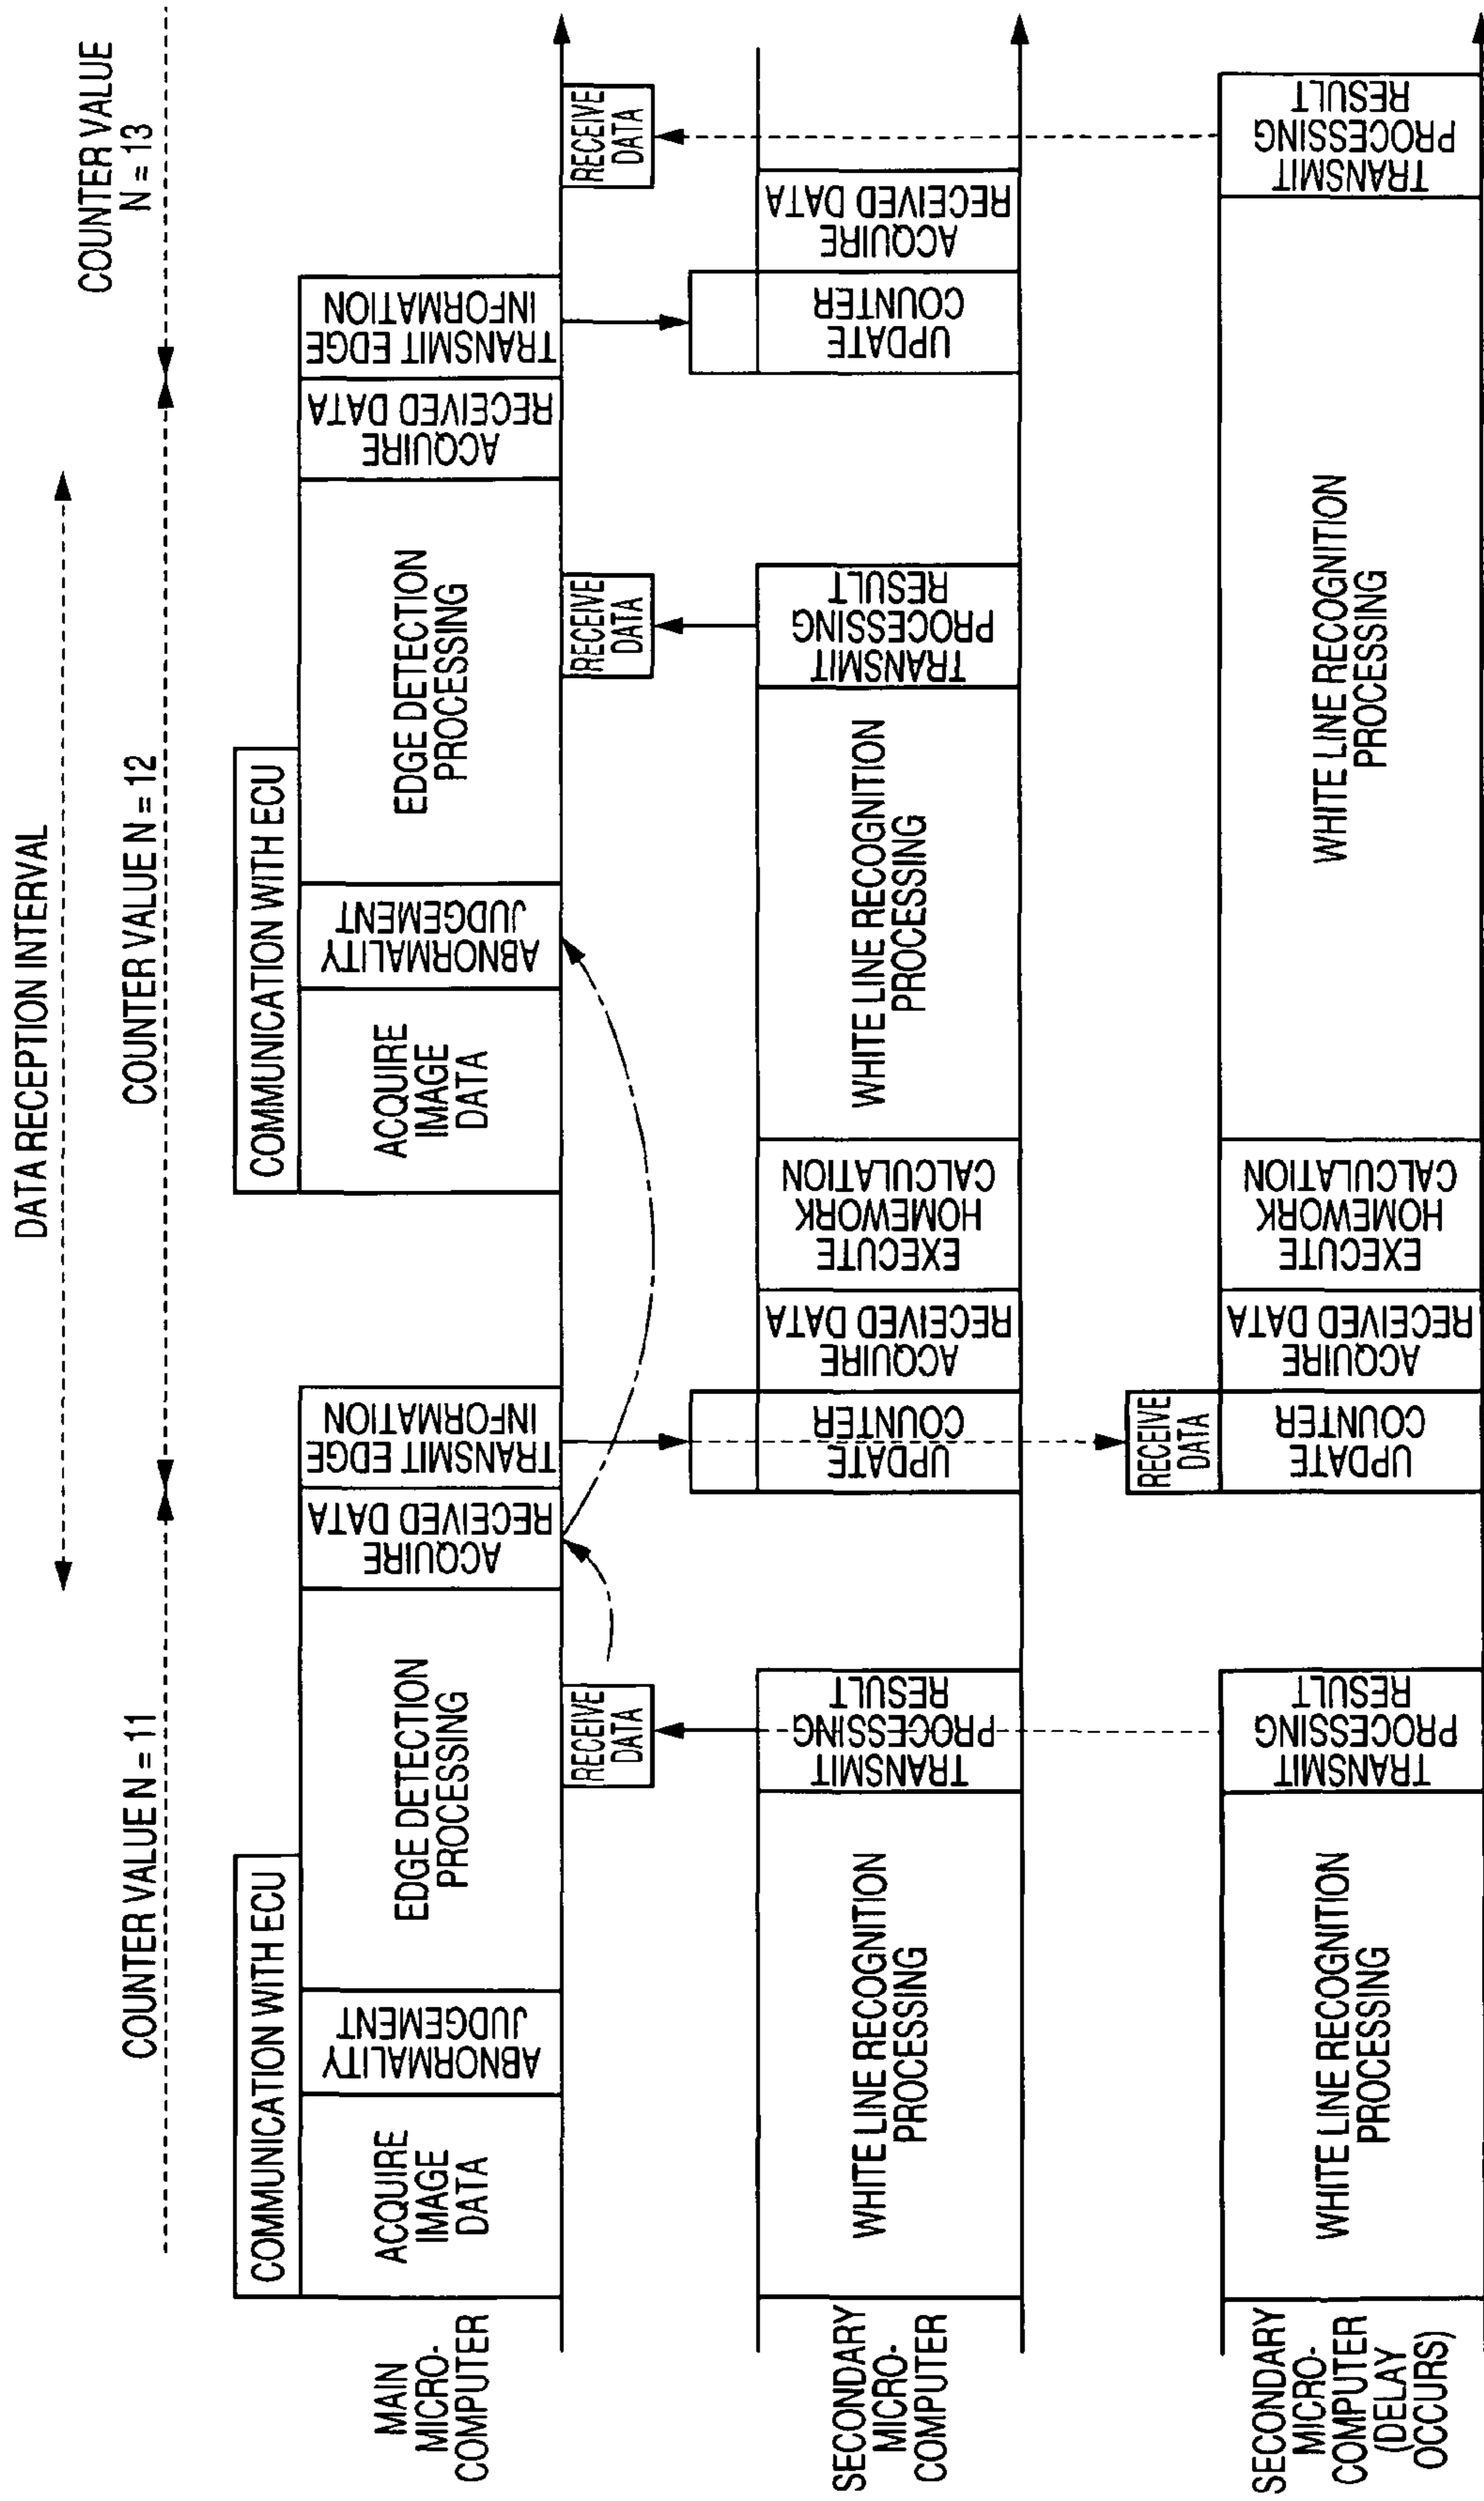 DATA RECEPTION INTERVAL
COUNTER VALUE N = 11
COUNTER VALUE N = 12
COUNTER VALUE
N = 13
MAIN
MICRO-
COMPUTER
COMMUNICATION WITH ECU
ACQUIRE
IMAGE
DATA
ABNORMALITY
JUDGEMENT
EDGE DETECTION
PROCESSING
RECEIVE
DATA
ACQUIRE
RECEIVED DATA
TRANSMIT EDGE
INFORMATION
COMMUNICATION WITH ECU
ACQUIRE
IMAGE
DATA
ABNORMALITY
JUDGEMENT
EDGE DETECTION
PROCESSING
RECEIVE
DATA
ACQUIRE
RECEIVED DATA
TRANSMIT EDGE
INFORMATION
RECEIVE
DATA
SECONDARY
MICRO-
COMPUTER
WHITE LINE RECOGNITION
PROCESSING
TRANSMIT
PROCESSING
RESULT
UPDATE
COUNTER
ACQUIRE
RECEIVED DATA
EXECUTE
HOMEWORK
CALCULATION
WHITE LINE RECOGNITION
PROCESSING
TRANSMIT
PROCESSING
RESULT
UPDATE
COUNTER
ACQUIRE
RECEIVED DATA
SECONDARY
MICRO-
COMPUTER
(DELAY
OCCURS)
WHITE LINE RECOGNITION
PROCESSING
TRANSMIT
PROCESSING
RESULT
RECEIVE
DATA
UPDATE
COUNTER
ACQUIRE
RECEIVED DATA
EXECUTE
HOMEWORK
CALCULATION
WHITE LINE RECOGNITION
PROCESSING
TRANSMIT
PROCESSING
RESULT